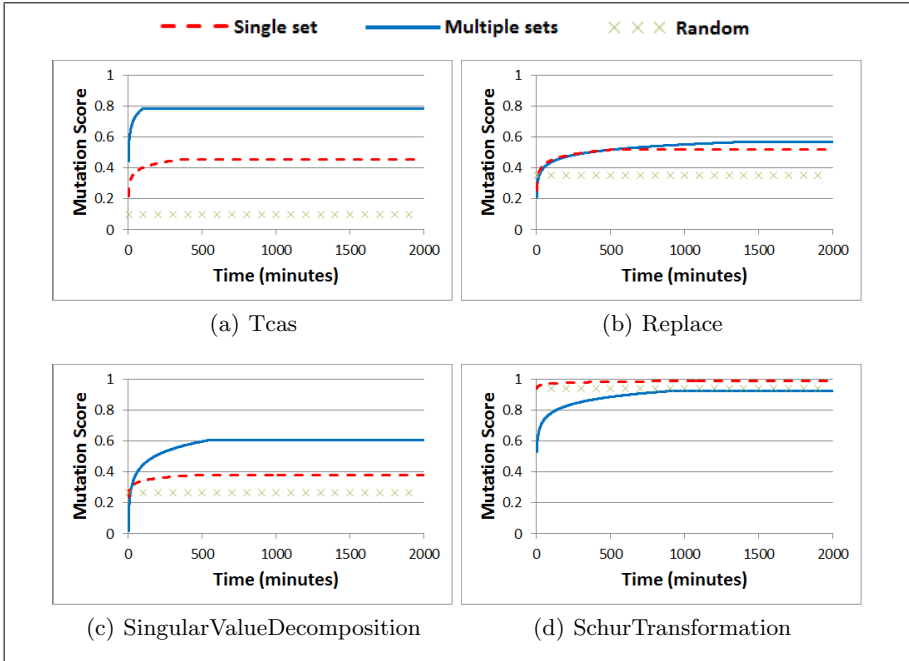 Single set Multiple sets Random
Mutation Score
1
0.8
0.6
0.4
0.2
0
0 500 1000 1500 2000
Time (minutes)
(a) Tcas
Mutation Score
1
0.8
0.6
0.4
0.2
0
0 500 1000 1500 2000
Time (minutes)
(b) Replace
Mutation Score
1
0.8
0.6
0.4
0.2
0
0 500 1000 1500 2000
Time (minutes)
(c) SingularValueDecomposition
Mutation Score
1
0.8
0.6
0.4
0.2
0
0 500 1000 1500 2000
Time (minutes)
(d) SchurTransformation